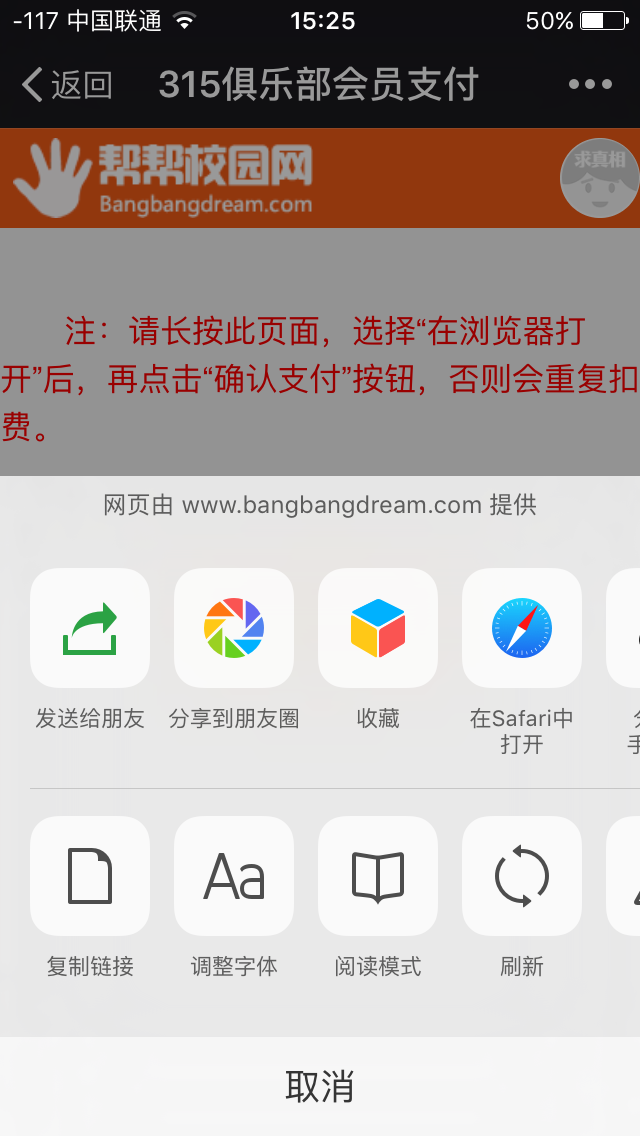 -117 中国联通 15:25 50%
返回 315俱乐部会员支付
帮帮校园网
Bangbangdream.com
求真相
注：请长按此页面，选择“在浏览器打
开”后，再点击“确认支付”按钮，否则会重复扣
费。
网页由 www.bangbangdream.com 提供
发送给朋友 分享到朋友圈 收藏 在Safari中
打开
Aa
复制链接 调整字体 阅读模式 刷新
取消